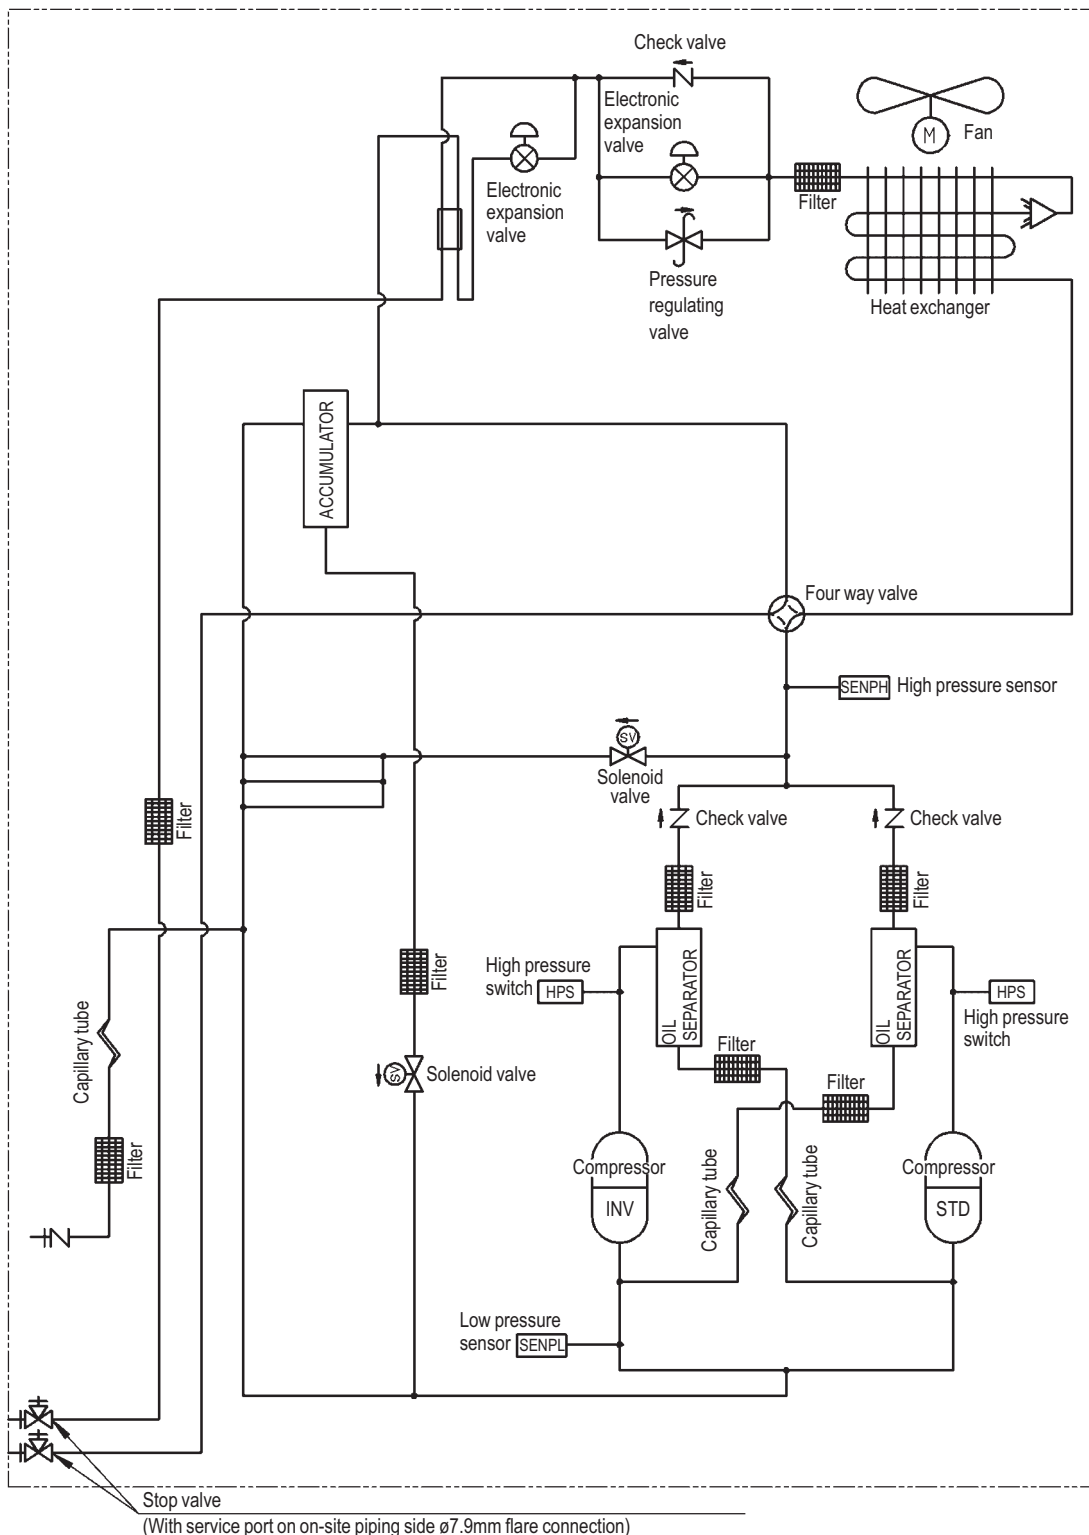 Check valve
Electronic
expansion
valve
M
Fan
Electronic
expansion
valve
Filter
Pressure
regulating
valve
Heat exchanger
ACCUMULATOR
Four way valve
SENPH
High pressure sensor
SV
Solenoid
valve
Filter
Check valve
Check valve
Filter
Filter
High pressure
switch
HPS
OIL
SEPARATOR
OIL
SEPARATOR
HPS
High pressure
switch
Filter
Capillary tube
Filter
SV
Solenoid valve
Filter
Filter
Compressor
INV
Capillary tube
Capillary tube
Compressor
STD
Low pressure
sensor
SENPL
Stop valve
(With service port on on-site piping side ø7.9mm flare connection)